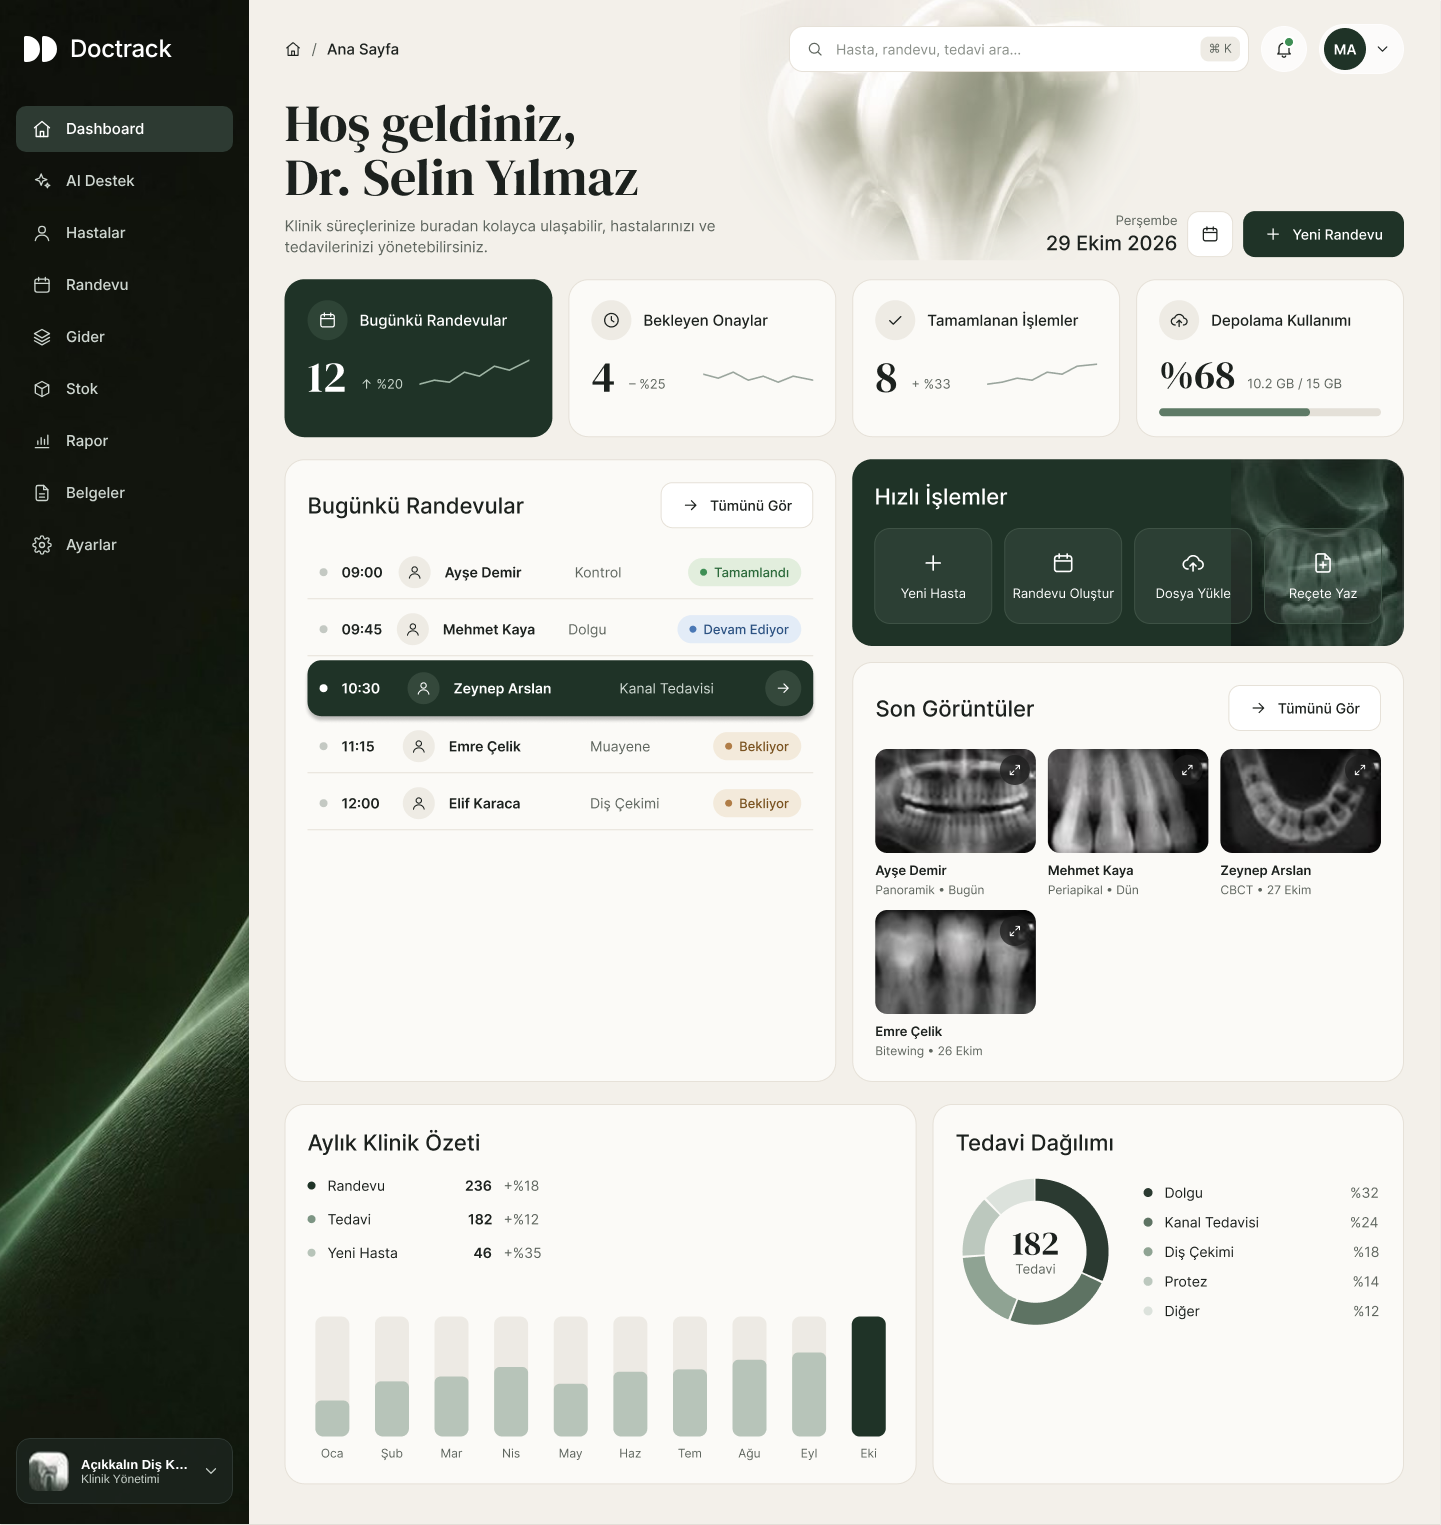 Doctrack
Dashboard
AI Destek
Hastalar
Randevu
Gider
Stok
Rapor
Belgeler
Ayarlar
Açıkkalın Diş K...
Klinik Yönetimi
/ Ana Sayfa
Hasta, randevu, tedavi ara...
⌘ K
MA
Hoş geldiniz,
Dr. Selin Yılmaz
Klinik süreçlerinize buradan kolayca ulaşabilir, hastalarınızı ve
tedavilerinizi yönetebilirsiniz.
Perşembe
29 Ekim 2026
Yeni Randevu
Bugünkü Randevular
12 ↑ %20
Bekleyen Onaylar
4 – %25
Tamamlanan İşlemler
8 + %33
Depolama Kullanımı
%68 10.2 GB / 15 GB
Bugünkü Randevular
Tümünü Gör
09:00 Ayşe Demir Kontrol Tamamlandı
09:45 Mehmet Kaya Dolgu Devam Ediyor
10:30 Zeynep Arslan Kanal Tedavisi
11:15 Emre Çelik Muayene Bekliyor
12:00 Elif Karaca Diş Çekimi Bekliyor
Hızlı İşlemler
Yeni Hasta
Randevu Oluştur
Dosya Yükle
Reçete Yaz
Son Görüntüler
Tümünü Gör
Ayşe Demir
Panoramik • Bugün
Mehmet Kaya
Periapikal • Dün
Zeynep Arslan
CBCT • 27 Ekim
Emre Çelik
Bitewing • 26 Ekim
Aylık Klinik Özeti
Randevu 236 +%18
Tedavi 182 +%12
Yeni Hasta 46 +%35
Oca Şub Mar Nis May Haz Tem Ağu Eyl Eki
Tedavi Dağılımı
182
Tedavi
Dolgu %32
Kanal Tedavisi %24
Diş Çekimi %18
Protez %14
Diğer %12